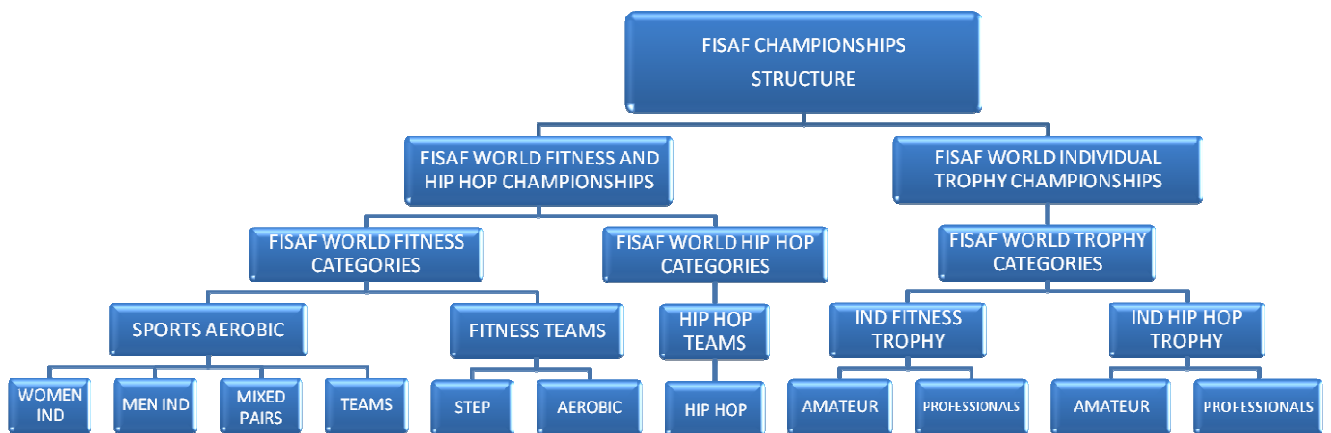 FISAF CHAMPIONSHIPS
STRUCTURE
FISAF WORLD FITNESS AND
HIP HOP CHAMPIONSHIPS
FISAF WORLD INDIVIDUAL
TROPHY CHAMPIONSHIPS
FISAF WORLD FITNESS
CATEGORIES
FISAF WORLD HIP HOP
CATEGORIES
FISAF WORLD TROPHY
CATEGORIES
SPORTS AEROBIC
FITNESS TEAMS
HIP HOP
TEAMS
IND FITNESS
TROPHY
IND HIP HOP
TROPHY
WOMEN
IND
MEN IND
MIXED
PAIRS
TEAMS
STEP
AEROBIC
HIP HOP
AMATEUR
PROFESSIONALS
AMATEUR
PROFESSIONALS